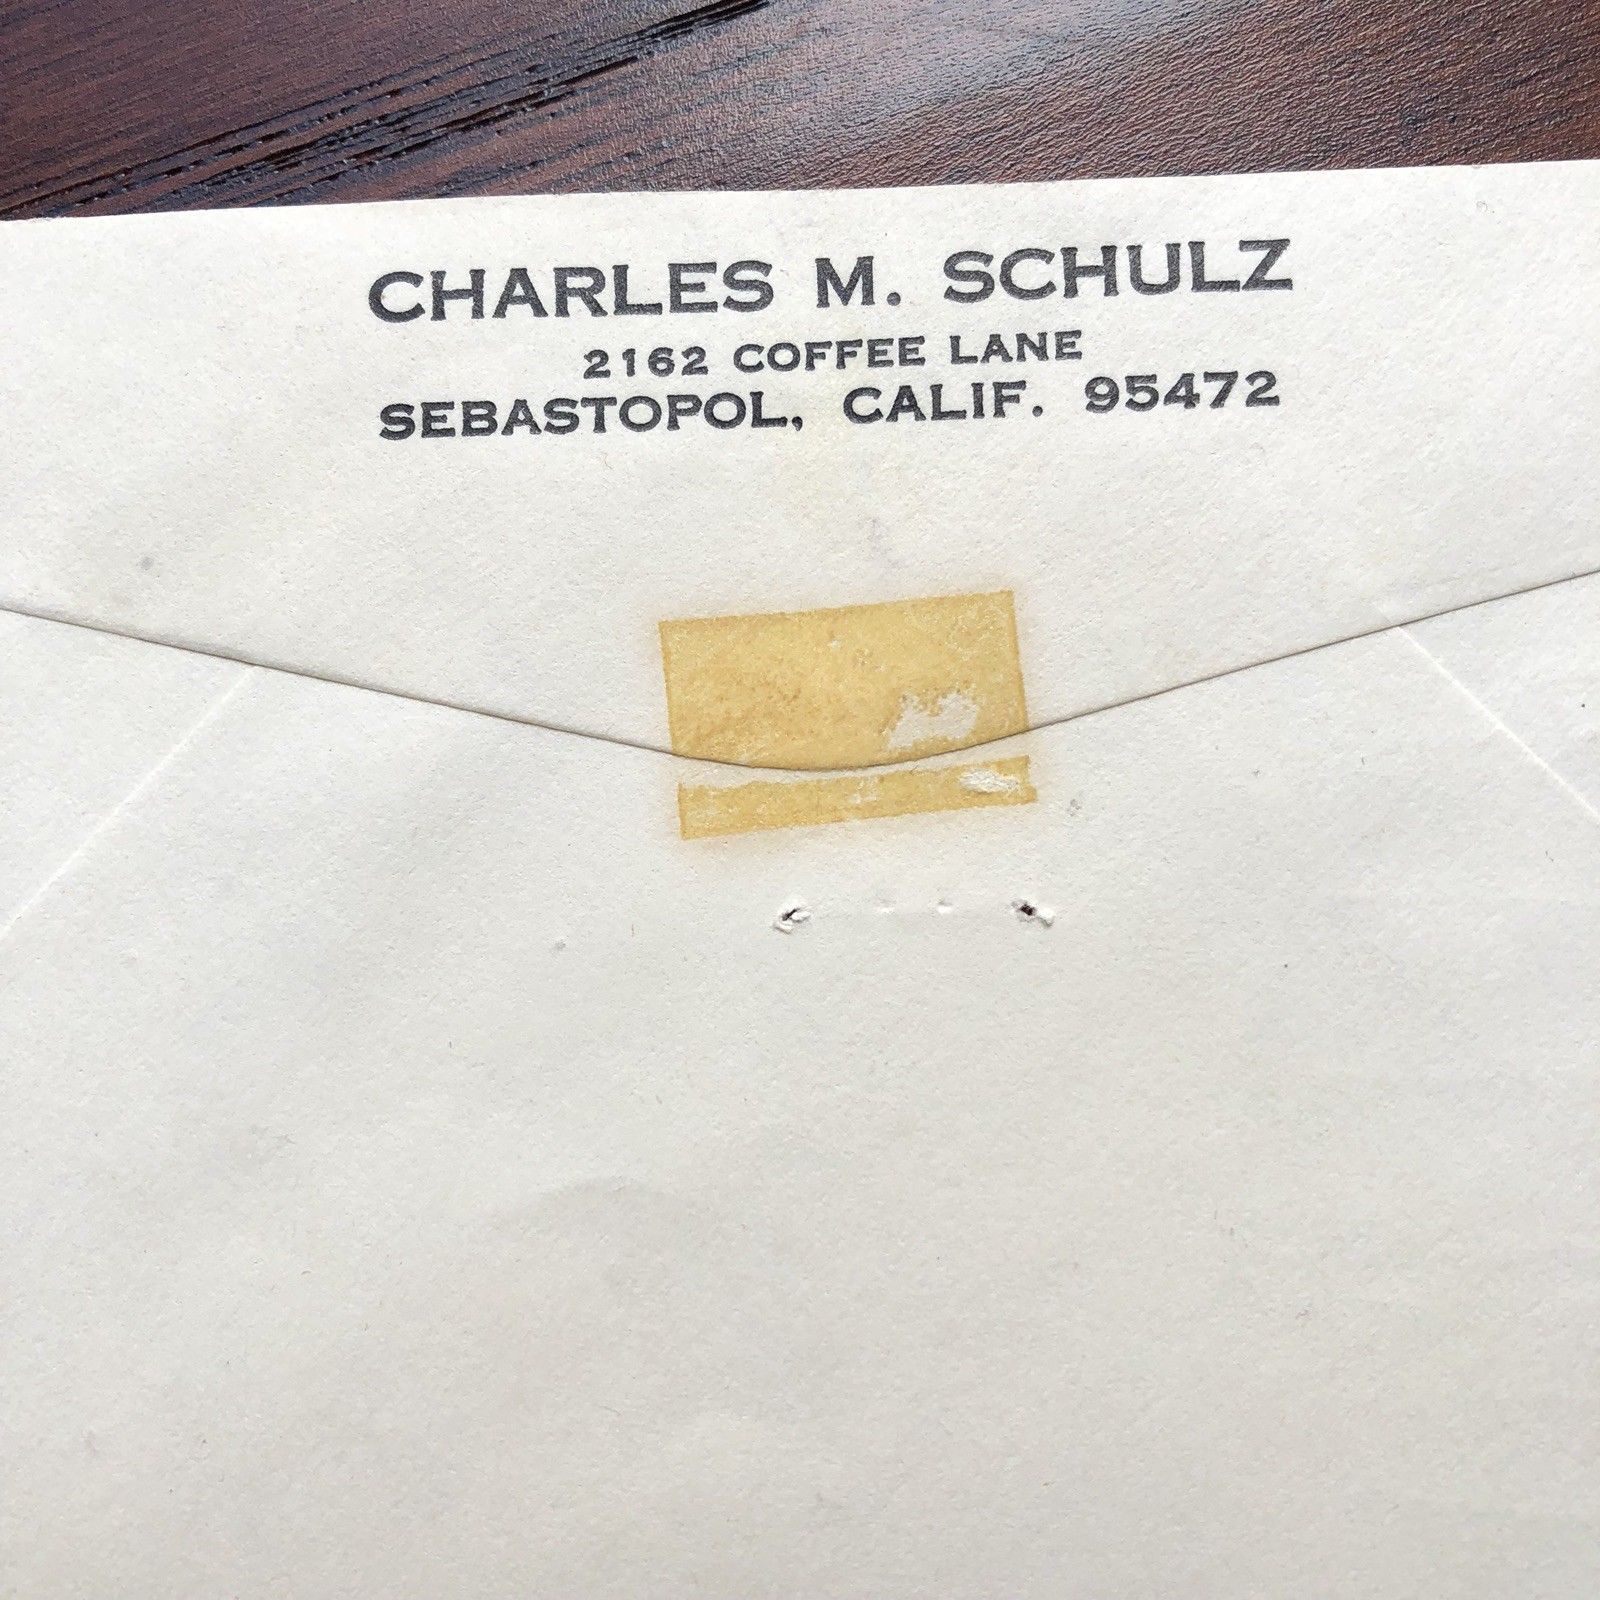 CHARLES M. SCHULZ
2162 COFFEE LANE
SEBASTOPOL, CALIF. 95472